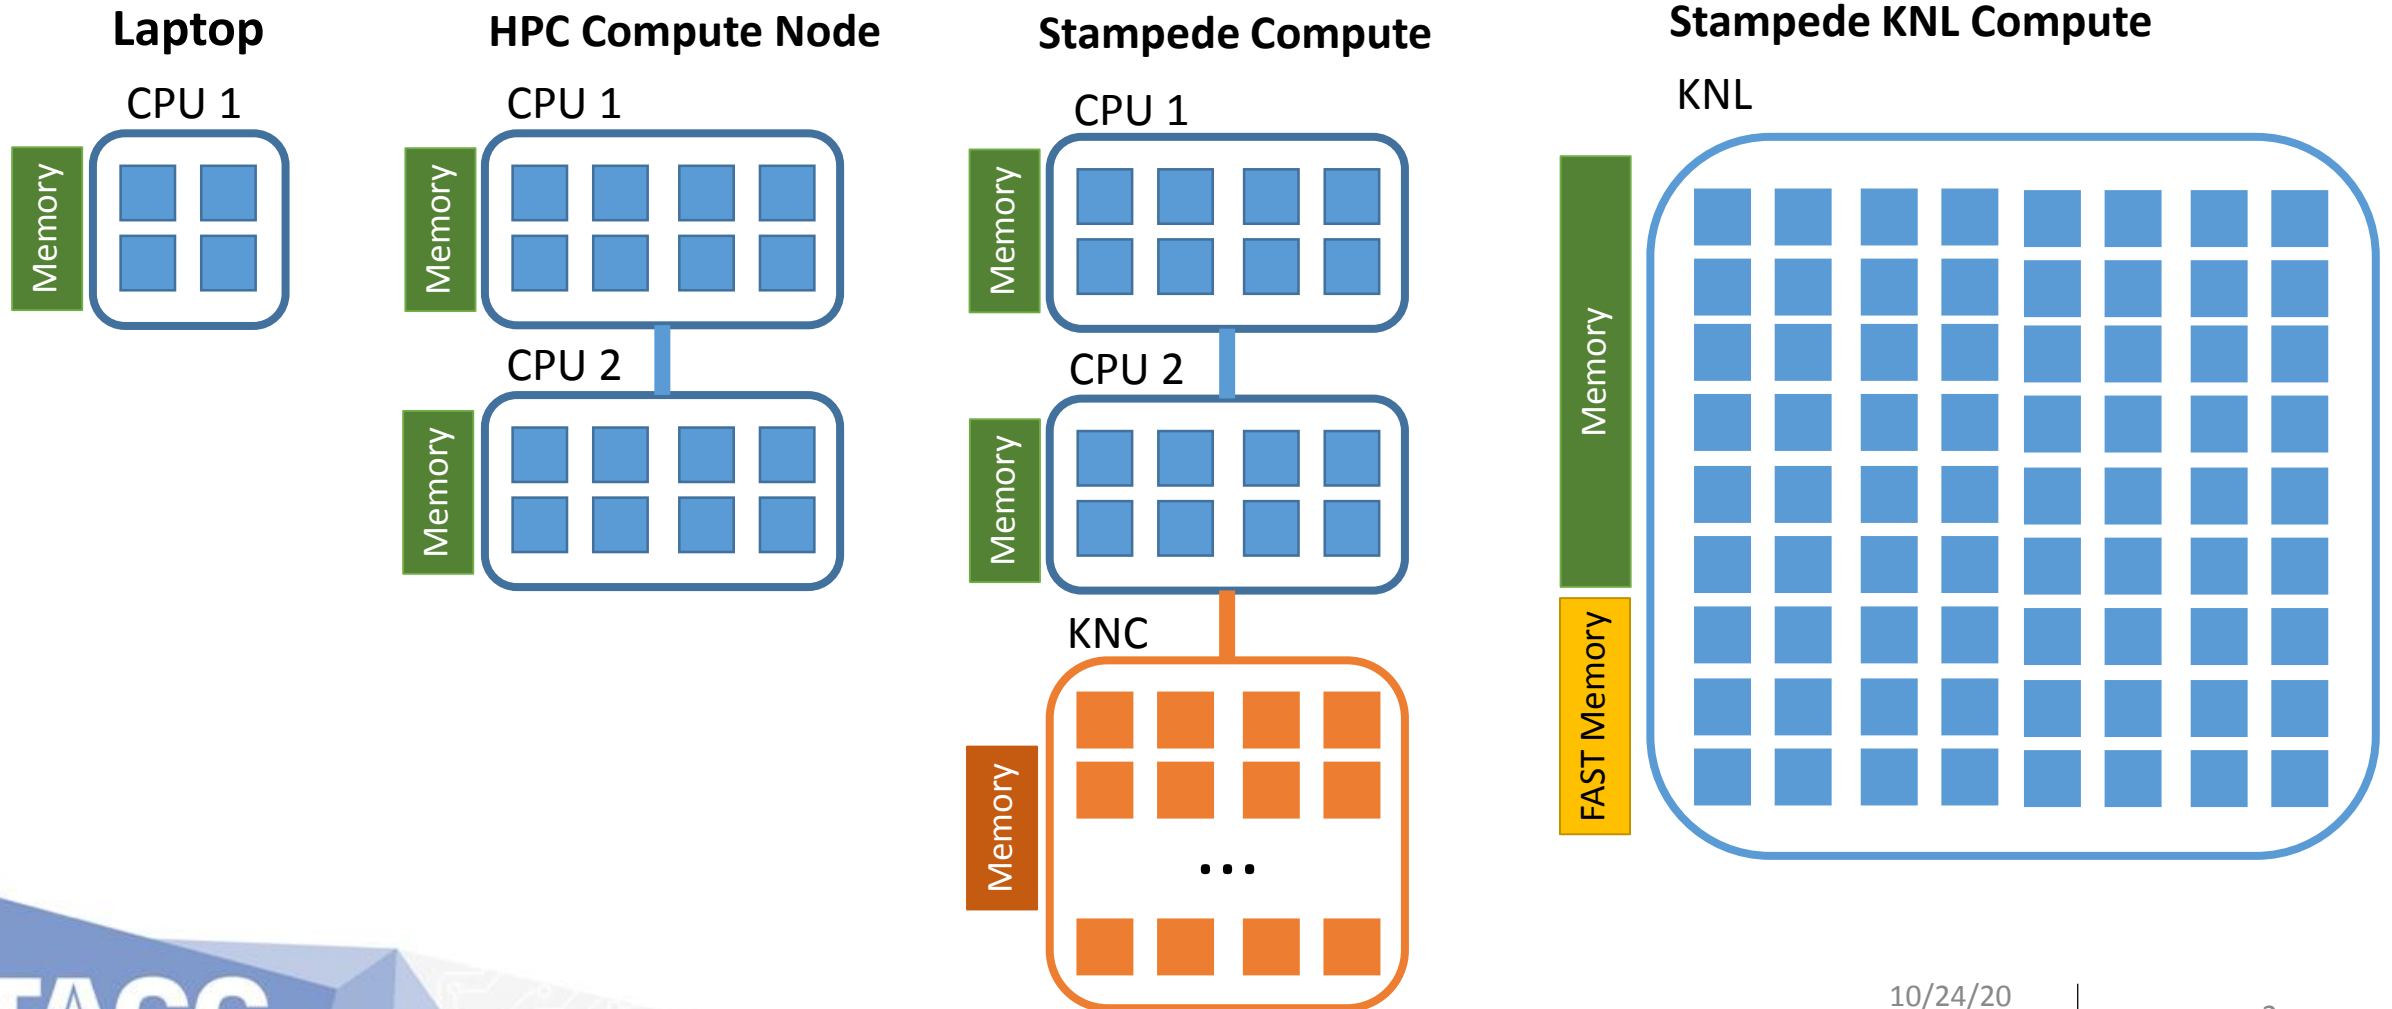 Laptop
CPU 1
Memory
HPC Compute Node
CPU 1
Memory
CPU 2
Memory
Stampede Compute
CPU 1
Memory
CPU 2
Memory
KNC
Memory
...
Stampede KNL Compute
KNL
Memory
FAST Memory
TACC
10/24/20